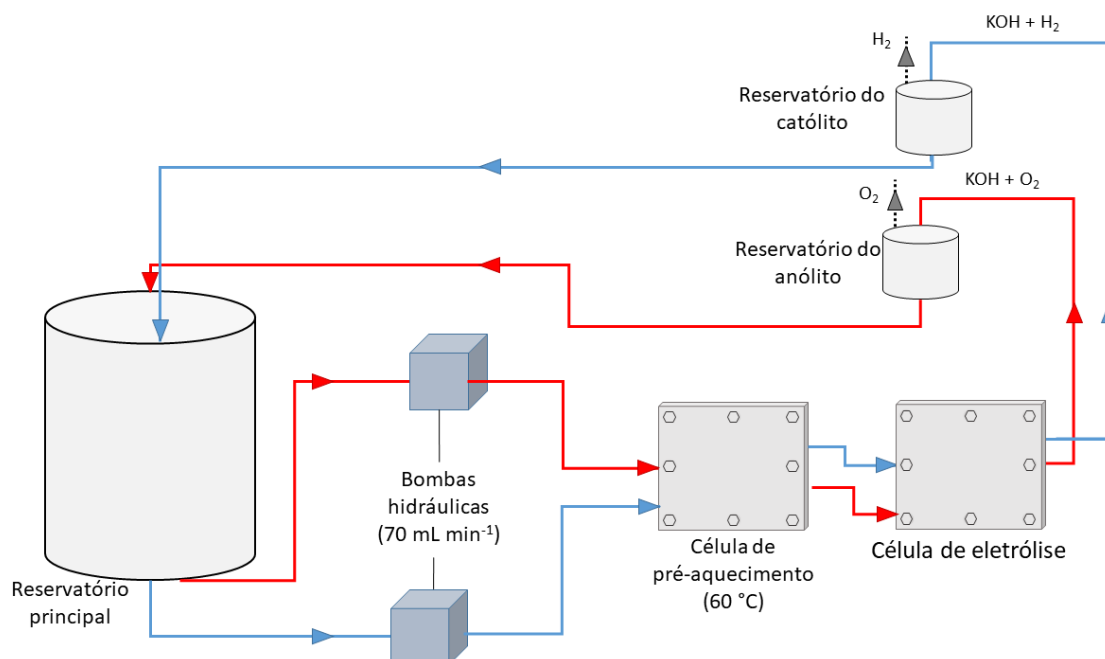 KOH + H₂
H₂
Reservatório do
católito
KOH + O₂
O₂
Reservatório do
anólito
Bombas
hidráulicas
(70 mL min⁻¹)
Célula de
pré-aquecimento
(60 °C)
Célula de eletrólise
Reservatório
principal